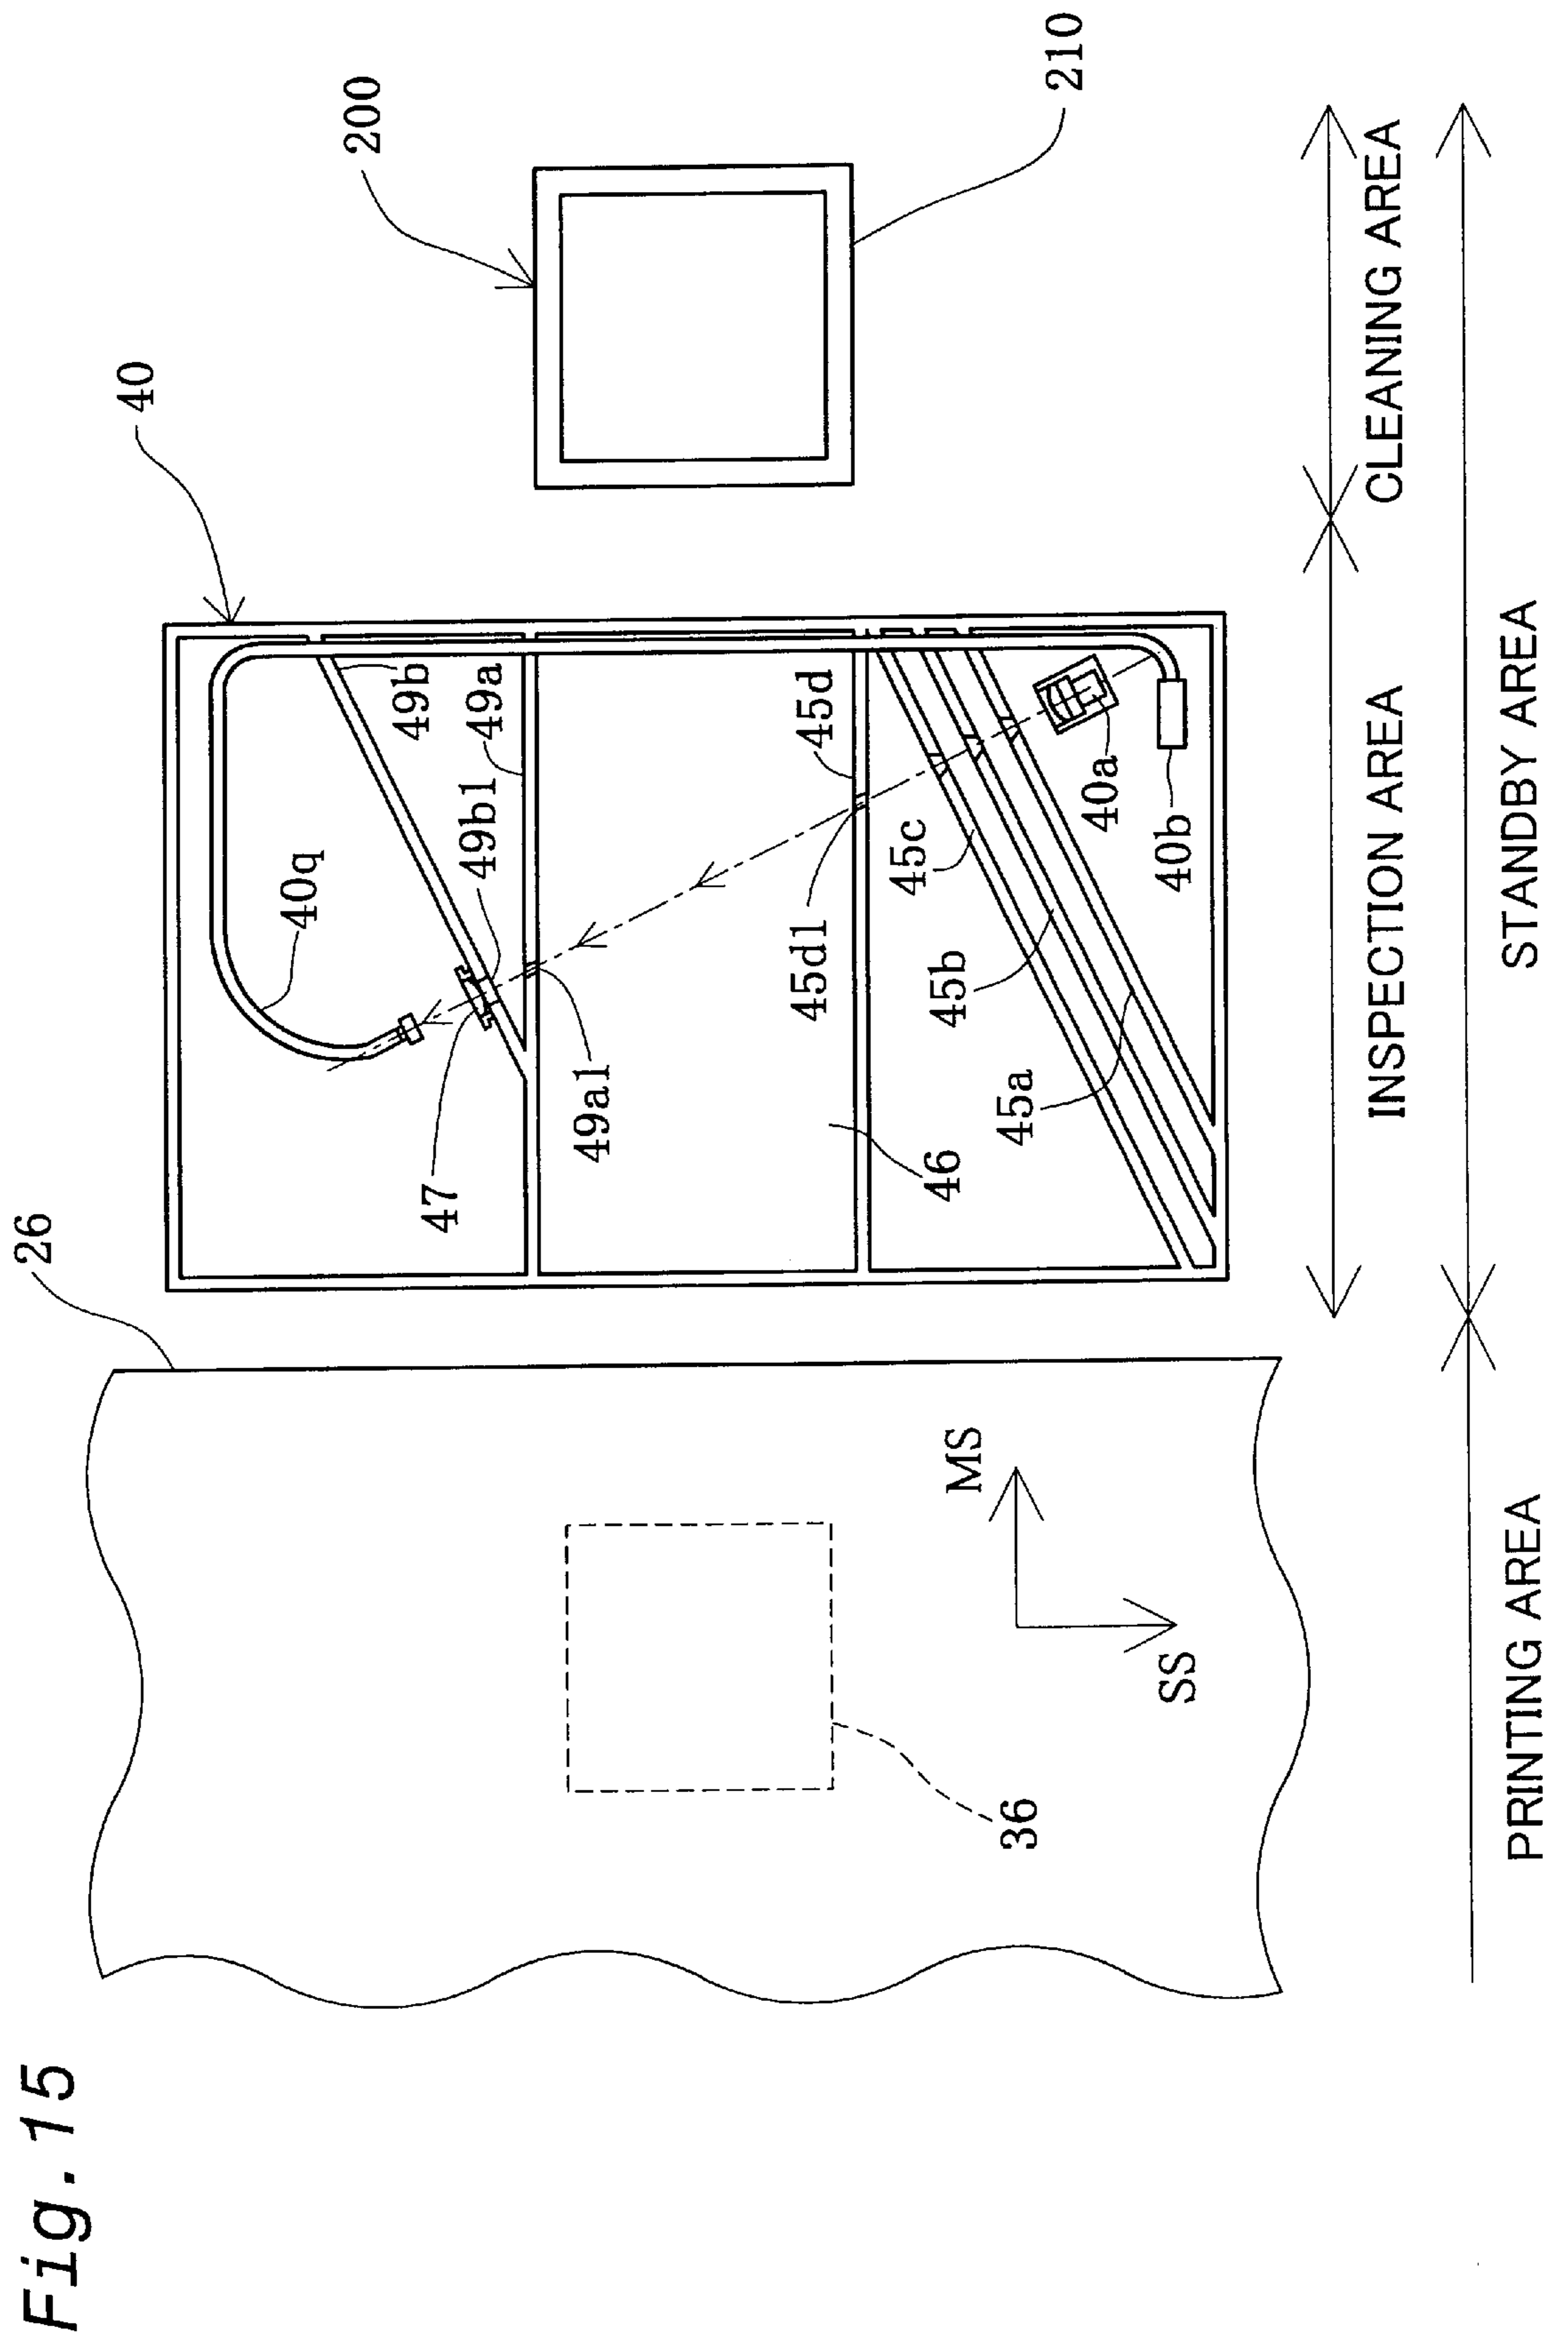 Fig.15
26
40
200
210
36
MS
SS
40q
47
49b1
49b
49a
49a1
45d
45d1
46
45c
45b
45a
40a
40b
PRINTING AREA
INSPECTION AREA
CLEANING AREA
STANDBY AREA